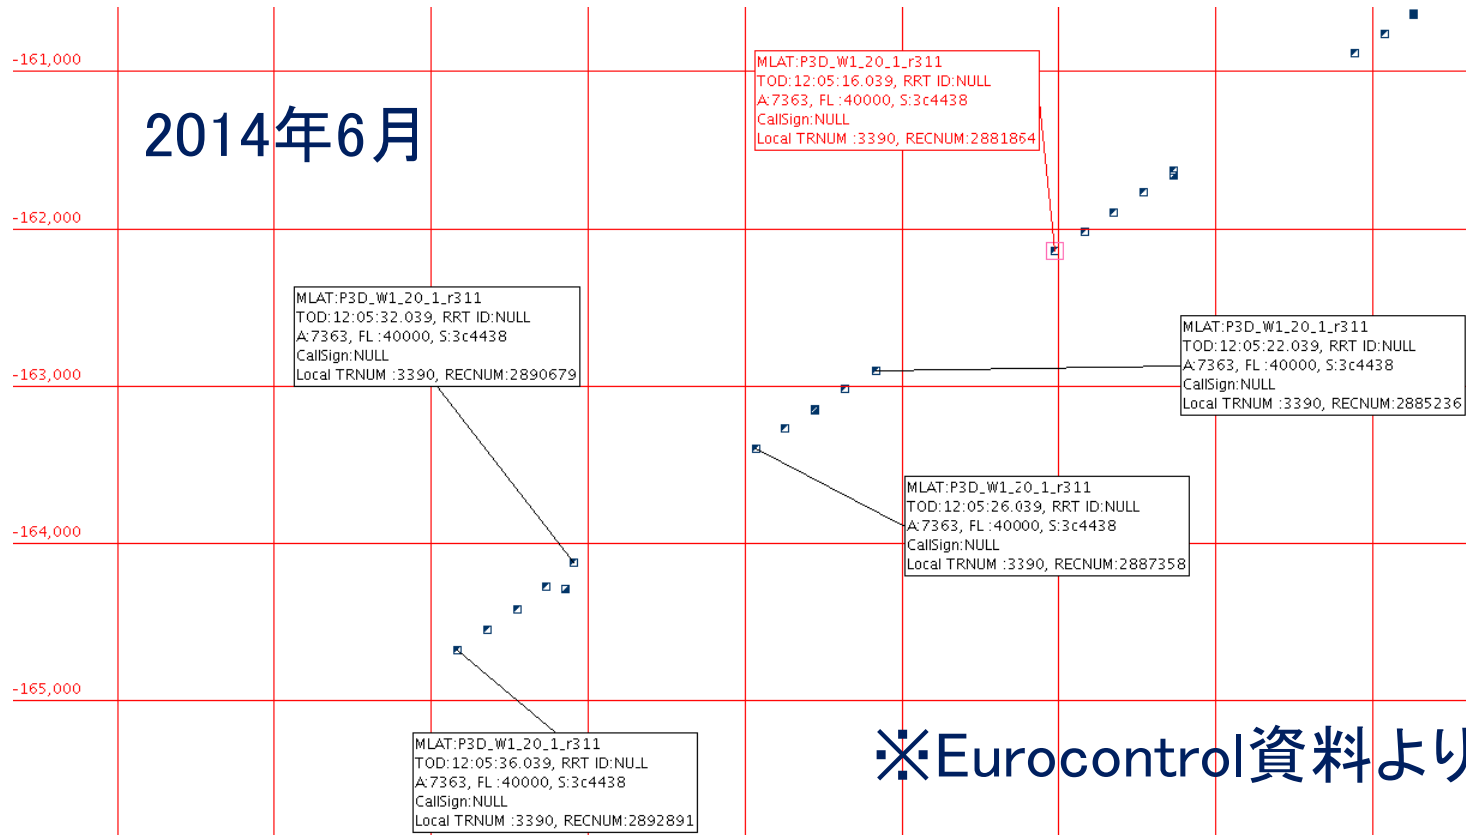 -161,000
MLAT:P3D_W1_20_1_r311
TOD:12:05:16.039, RRT ID:NULL
A:7363, FL :40000, S:3c4438
CallSign:NULL
Local TRNUM :3390, RECNUM:2881864
2014年6月
-162,000
MLAT:P3D_W1_20_1_r311
TOD:12:05:32.039, RRT ID:NULL
A:7363, FL :40000, S:3c4438
CallSign:NULL
Local TRNUM :3390, RECNUM:2890679
MLAT:P3D_W1_20_1_r311
TOD:12:05:22.039, RRT ID:NULL
A:7363, FL :40000, S:3c4438
CallSign:NULL
Local TRNUM :3390, RECNUM:2885236
-163,000
MLAT:P3D_W1_20_1_r311
TOD:12:05:26.039, RRT ID:NULL
A:7363, FL :40000, S:3c4438
CallSign:NULL
Local TRNUM :3390, RECNUM:2887358
-164,000
-165,000
MLAT:P3D_W1_20_1_r311
TOD:12:05:36.039, RRT ID:NULL
A:7363, FL :40000, S:3c4438
CallSign:NULL
Local TRNUM :3390, RECNUM:2892891
※Eurocontrol資料より